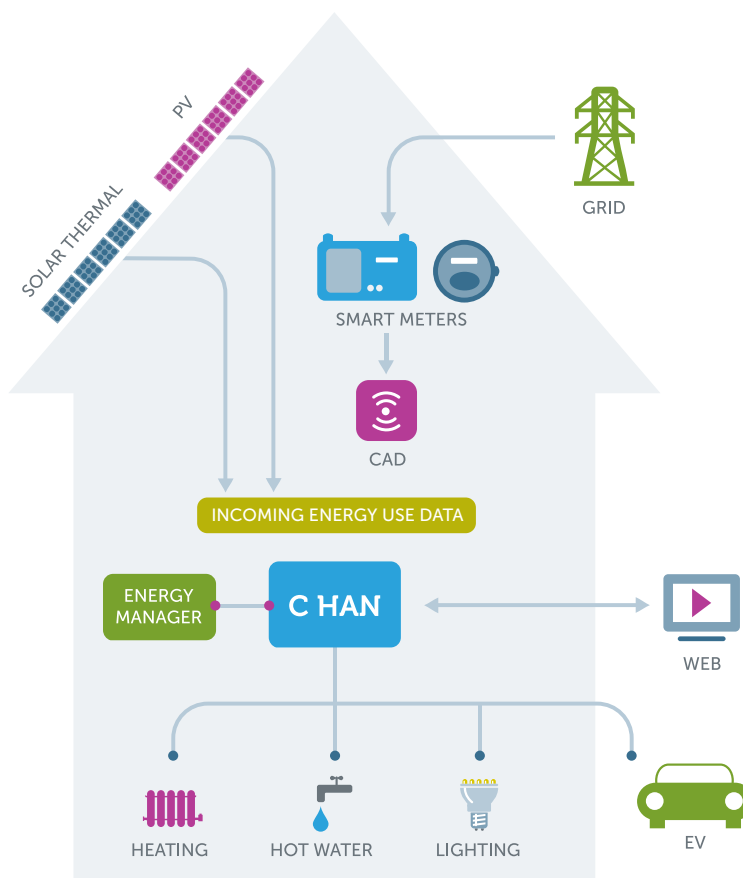 PV
SOLAR THERMAL
GRID
SMART METERS
CAD
INCOMING ENERGY USE DATA
ENERGY
MANAGER
C HAN
WEB
HEATING
HOT WATER
LIGHTING
EV